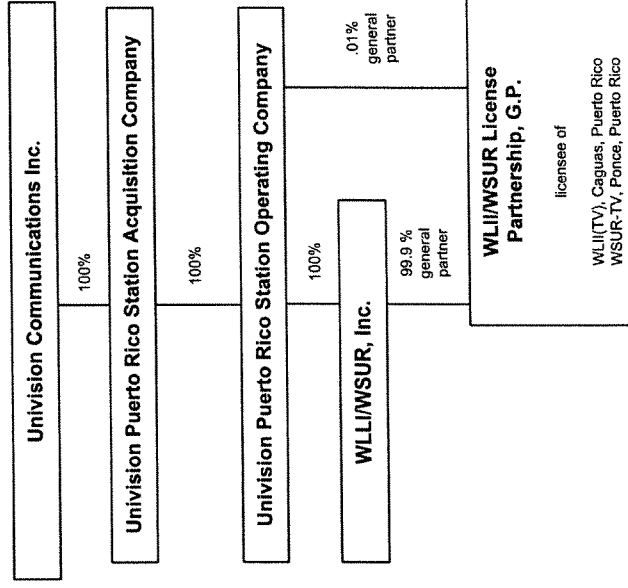 Univision Communications Inc.
100%
Univision Puerto Rico Station Acquisition Company
100%
Univision Puerto Rico Station Operating Company
100%
.01%
general
partner
WLLI/WSUR, Inc.
99.9 %
general
partner
WLII/WSUR License
Partnership, G.P.
licensee of
WLII(TV), Caguas, Puerto Rico
WSUR-TV, Ponce, Puerto Rico